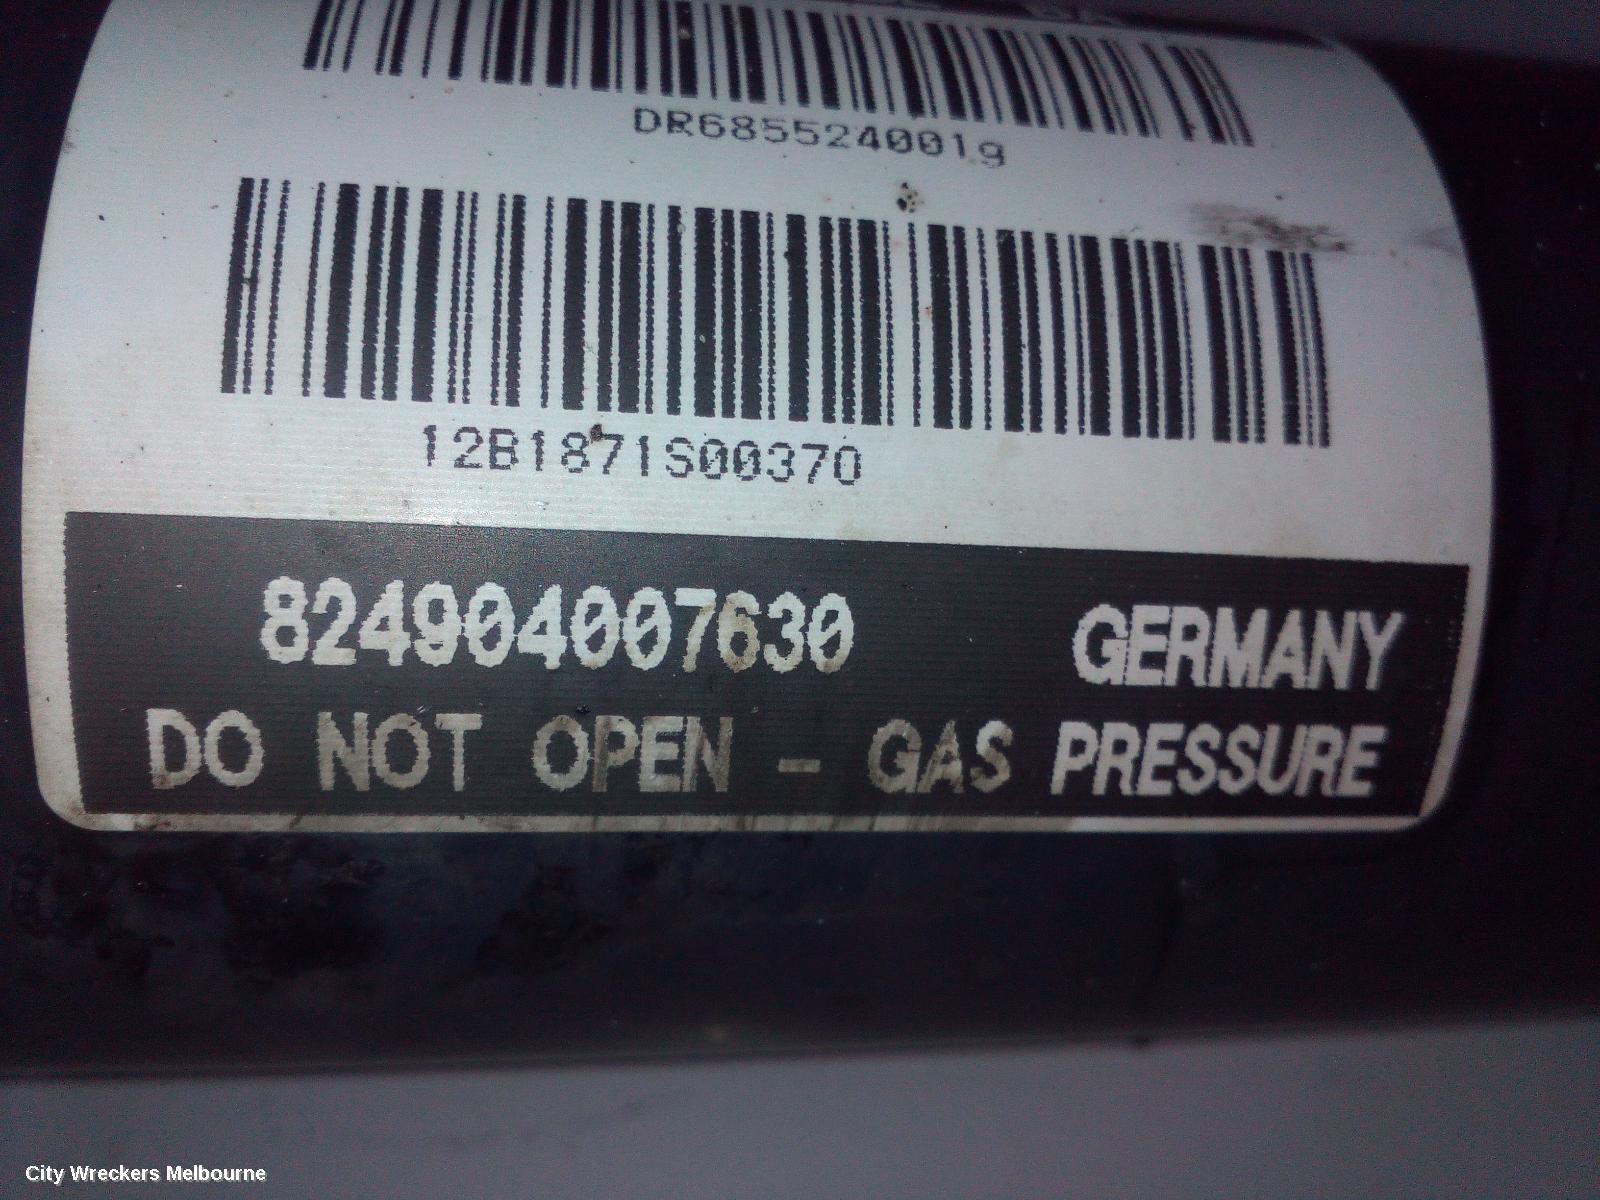 DR6855240019
12B1871S00370
824904007630 GERMANY
DO NOT OPEN - GAS PRESSURE
City Wreckers Melbourne